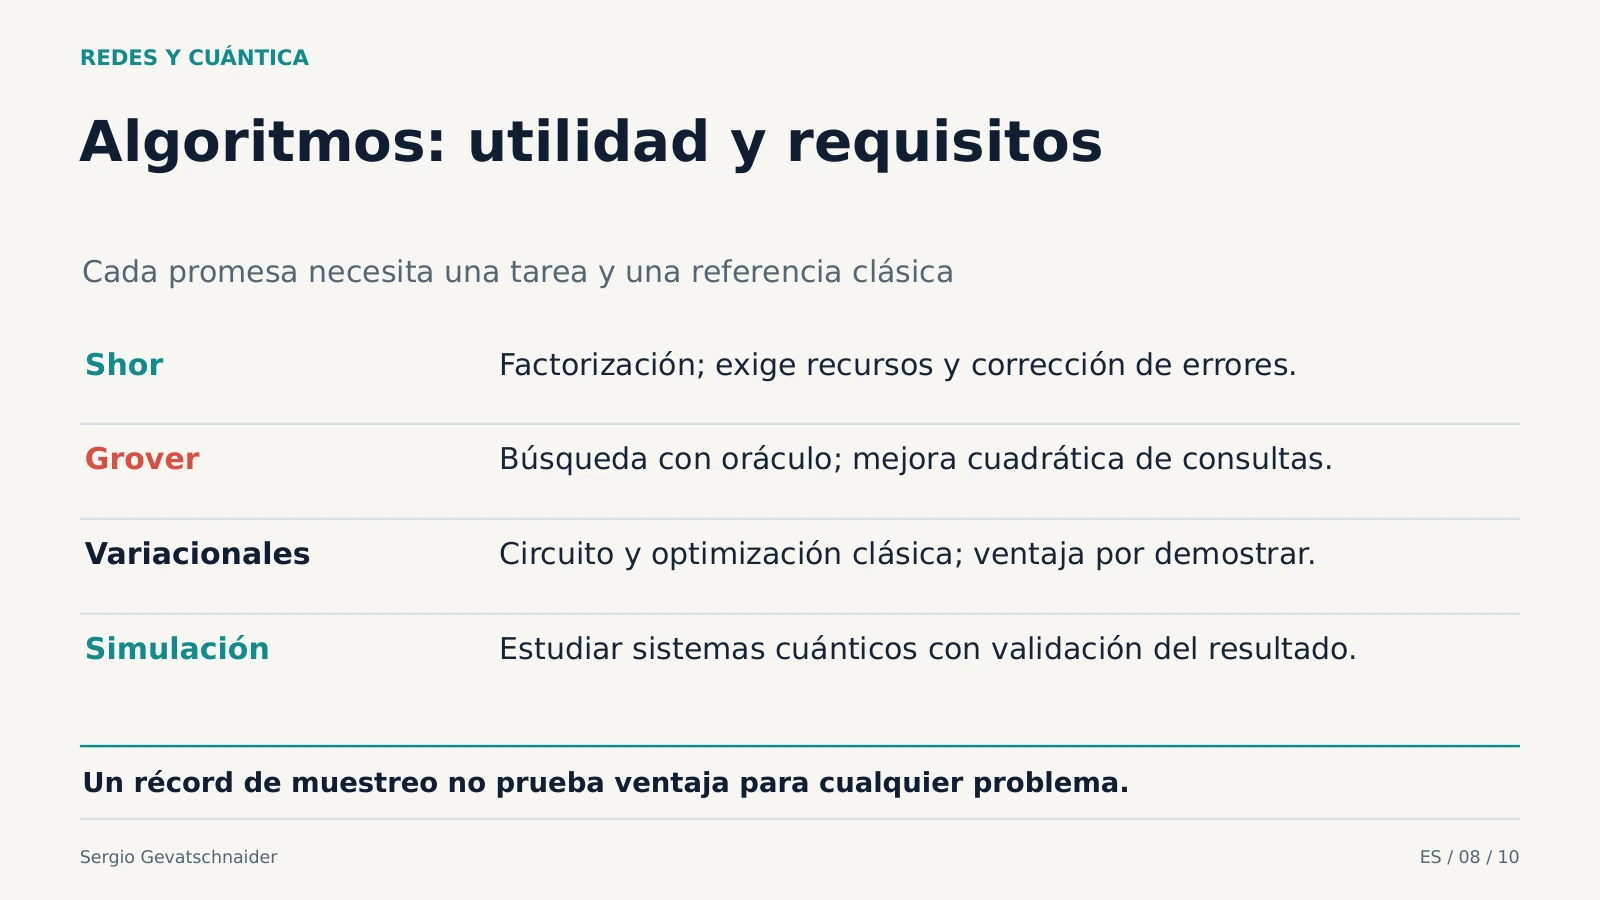 REDES Y CUÁNTICA
Algoritmos: utilidad y requisitos
Cada promesa necesita una tarea y una referencia clásica
Shor
Factorización; exige recursos y corrección de errores.
Grover
Búsqueda con oráculo; mejora cuadrática de consultas.
Variacionales
Circuito y optimización clásica; ventaja por demostrar.
Simulación
Estudiar sistemas cuánticos con validación del resultado.
Un récord de muestreo no prueba ventaja para cualquier problema.
Sergio Gevatschnaider
ES / 08 / 10